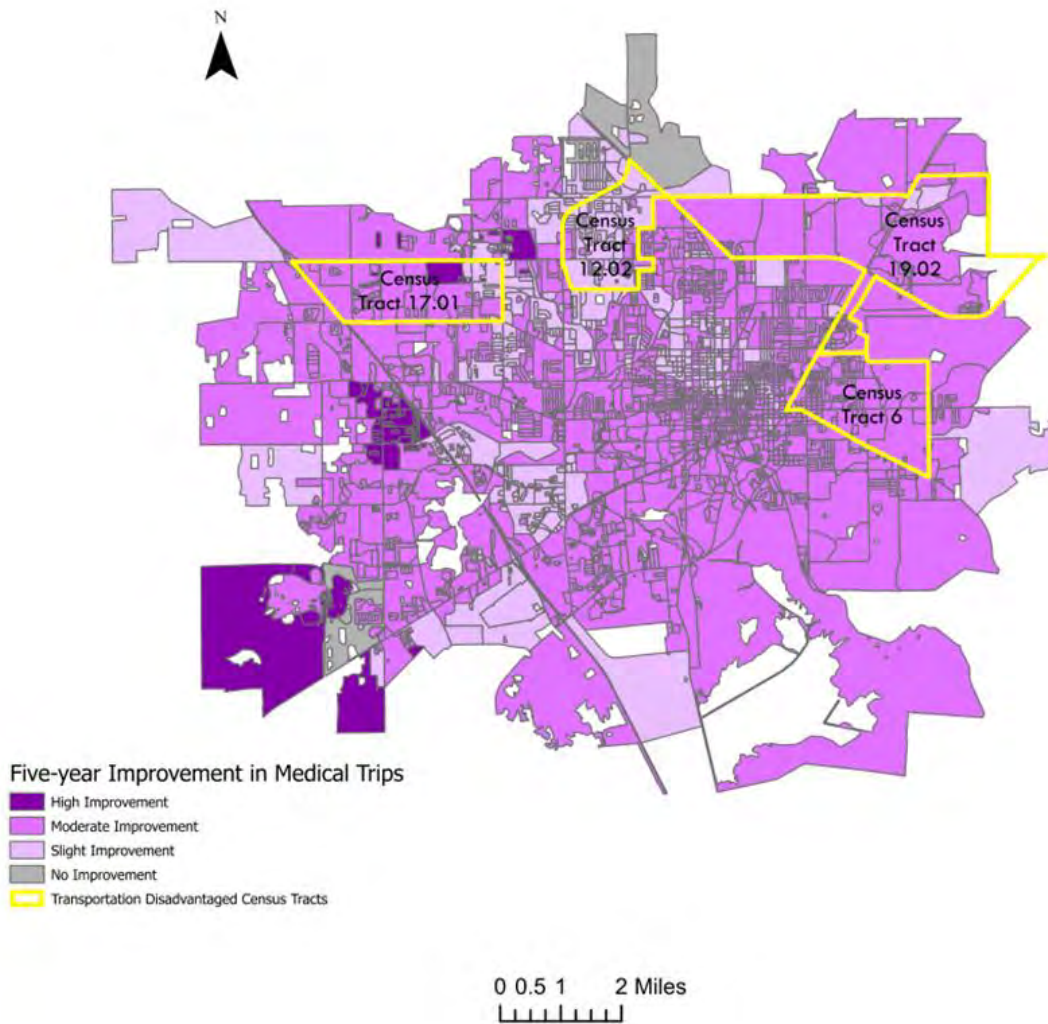 N
Census
Tract
12.02
Census
Tract
19.02
Census
Tract 17.01
Census
Tract 6
Five-year Improvement in Medical Trips
High Improvement
Moderate Improvement
Slight Improvement
No Improvement
Transportation Disadvantaged Census Tracts
0 0.5 1 2 Miles